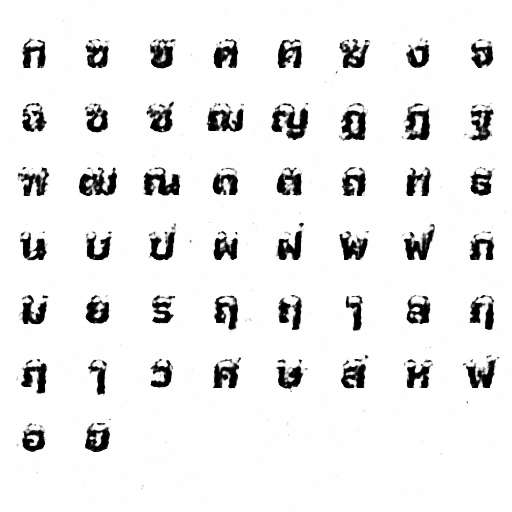 ก ข ฃ ค ฅ ฆ ง จ
ฉ ช ซ ฌ ญ ฎ ฏ ฐ
ฑ ฒ ณ ด ต ถ ท ธ
น บ ป ผ ฝ พ ฟ ภ
ม ย ร ฤ ฤ ๅ ล ฦ
ฦ ๅ ว ศ ษ ส ห ฬ
อ ฮ